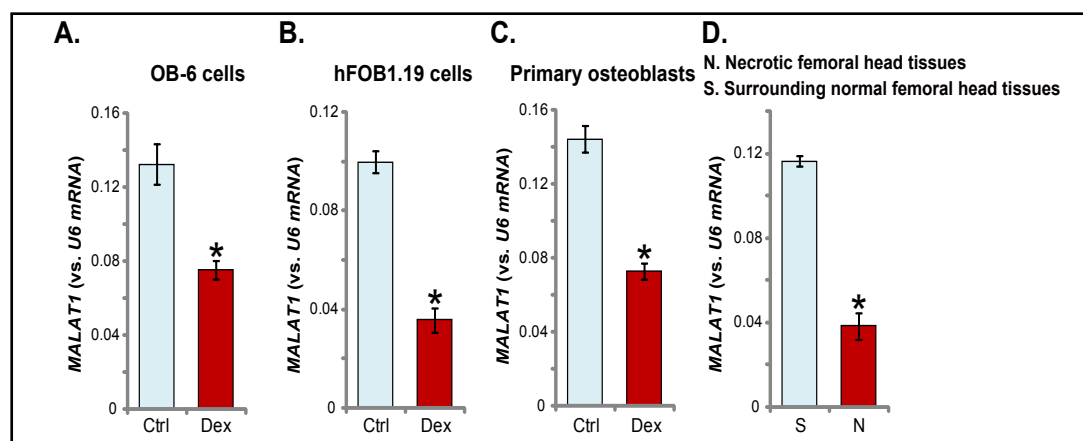 A.
OB-6 cells
MALAT1 (vs. U6 mRNA)
0.16
0.12
0.08
0.04
0
Ctrl Dex
*
B.
hFOB1.19 cells
MALAT1 (vs. U6 mRNA)
0.12
0.08
0.04
0
Ctrl Dex
*
C.
Primary osteoblasts
MALAT1 (vs. U6 mRNA)
0.16
0.12
0.08
0.04
0
Ctrl Dex
*
D.
N. Necrotic femoral head tissues
S. Surrounding normal femoral head tissues
MALAT1 (vs. U6 mRNA)
0.12
0.08
0.04
0
S N
*